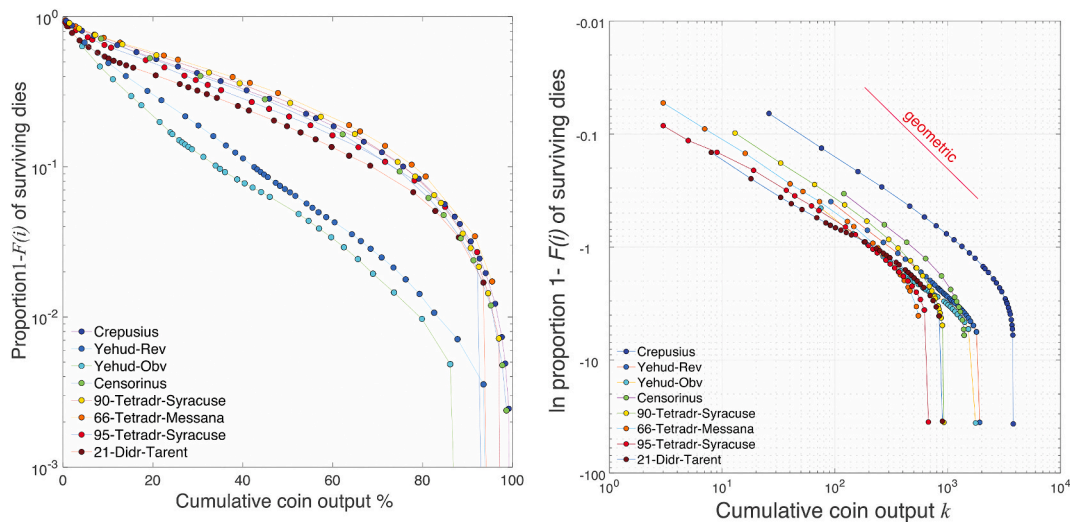 10⁰
10⁻¹
10⁻²
10⁻³
0
20
40
60
80
100
Proportion1-F(i) of surviving dies
Cumulative coin output %
Crepusius
Yehud-Rev
Yehud-Obv
Censorinus
90-Tetradr-Syracuse
66-Tetradr-Messana
95-Tetradr-Syracuse
21-Didr-Tarent
-0.01
-0.1
-1
-10
-100
10⁰
10¹
10²
10³
10⁴
ln proportion 1- F(i) of surviving dies
Cumulative coin output k
geometric
Crepusius
Yehud-Rev
Yehud-Obv
Censorinus
90-Tetradr-Syracuse
66-Tetradr-Messana
95-Tetradr-Syracuse
21-Didr-Tarent